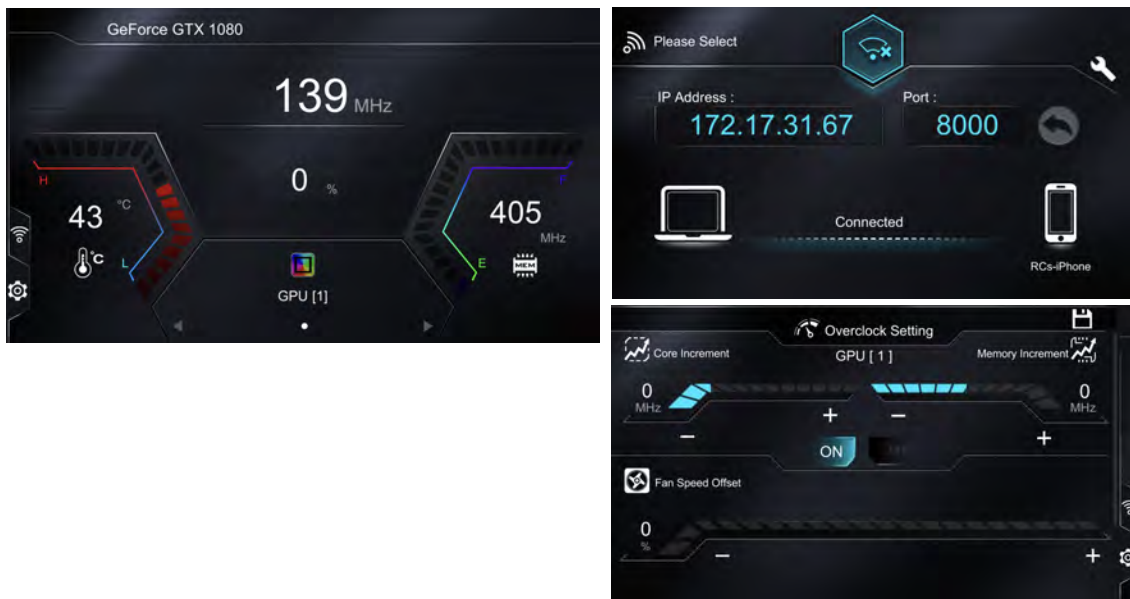 GeForce GTX 1080
139 MHz
0 %
H
43 °C
°C
L
405
MHz
E
MEM
GPU [1]
Please Select
IP Address :
Port :
172.17.31.67
8000
Connected
RCs-iPhone
Overclock Setting
Core Increment
GPU [ 1 ]
Memory Increment
0
MHz
0
MHz
+
−
−
+
ON
Fan Speed Offset
0
%
−
+